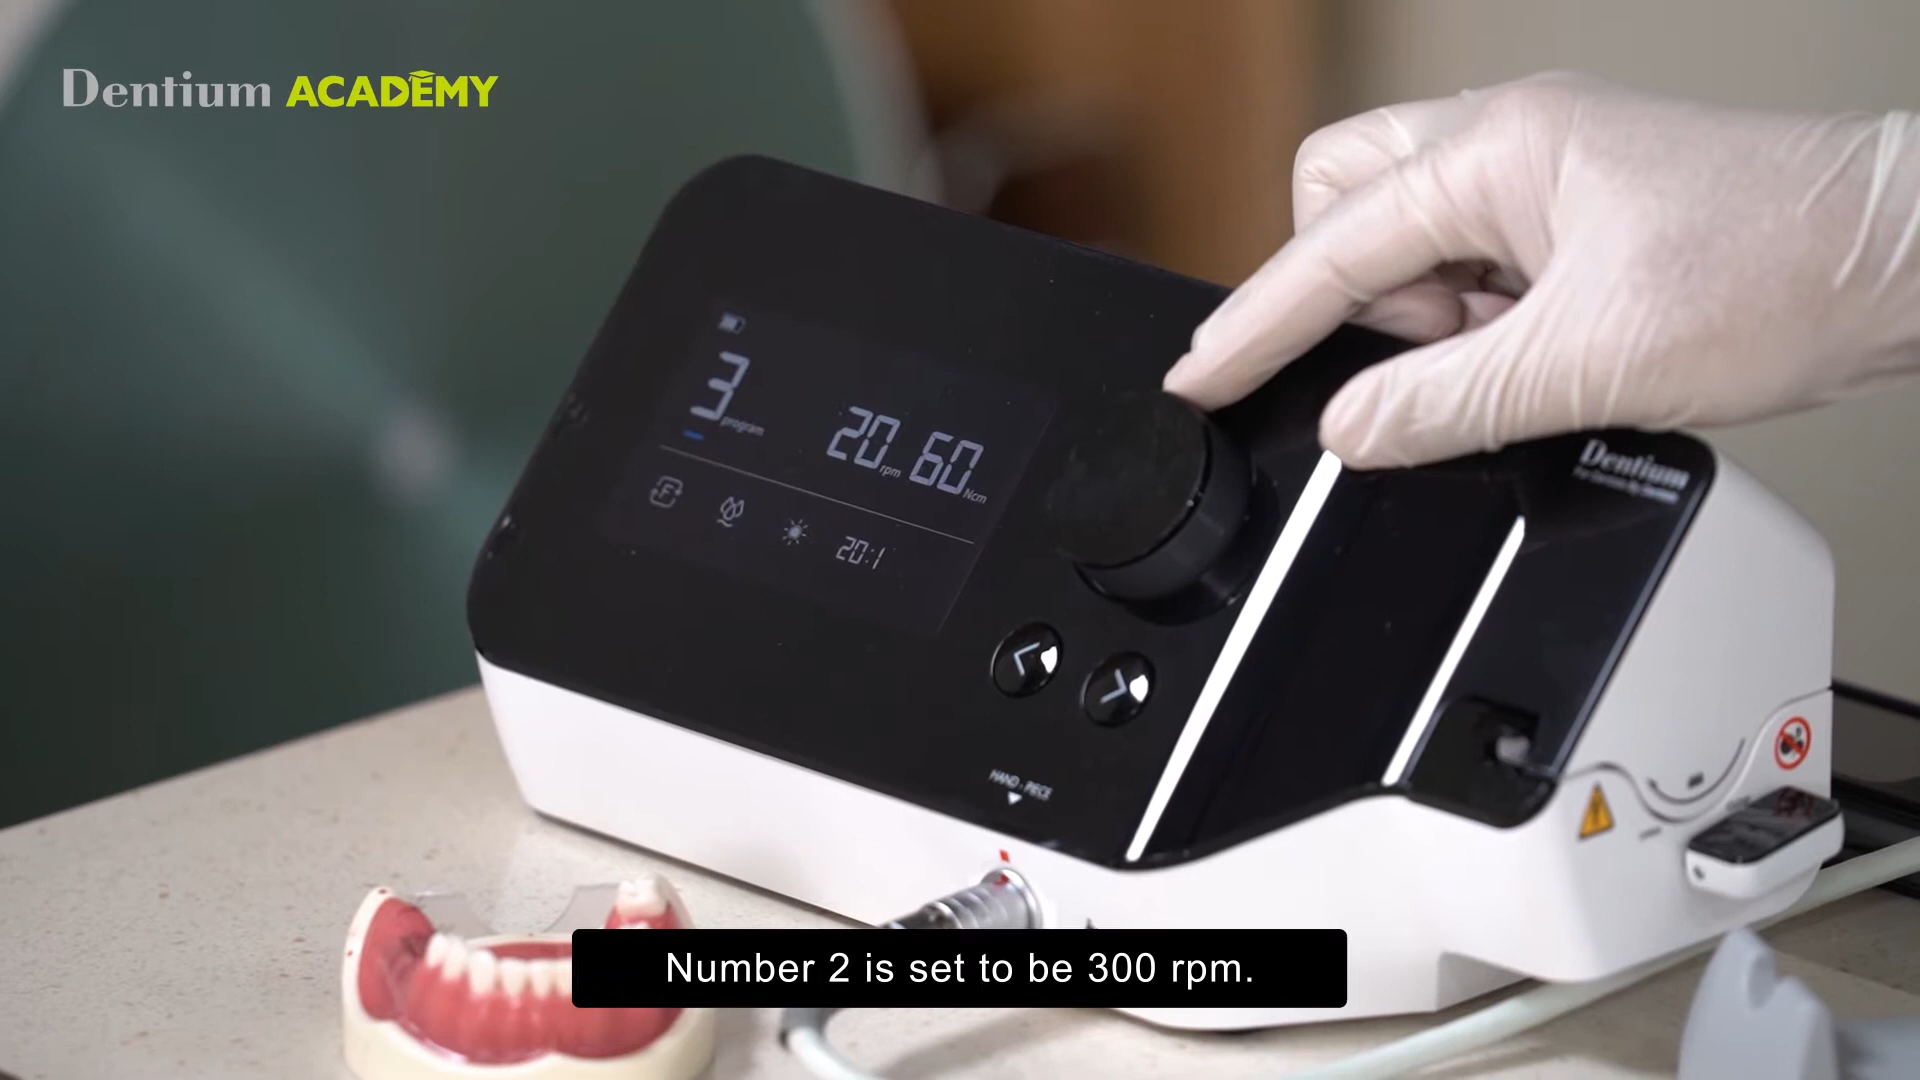 Dentium ACADEMY
3 program
20 rpm 60 Ncm
F
20:1
Dentium
HAND - PIECE
Number 2 is set to be 300 rpm.